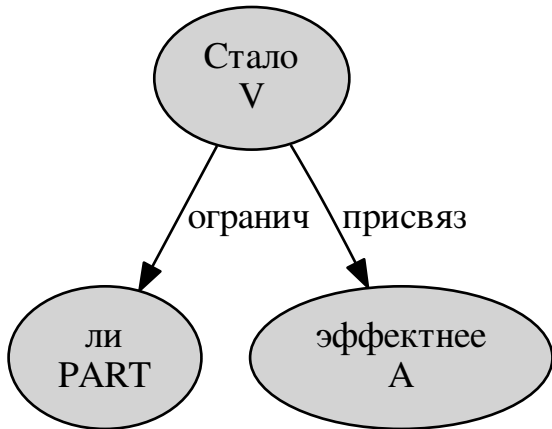 Стало
V
огранич присвяз
ли
PART
эффектнее
A